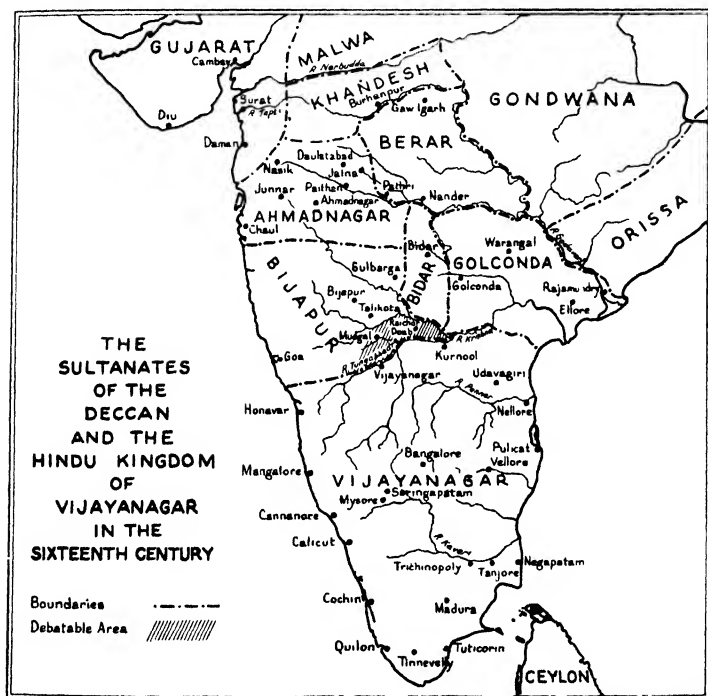 GUJARAT
Cambay
MALWA
R. Narbudda
KHANDESH
Burhanpur
Gawilgarh
GONDWANA
Surat
R. Tapti
Diu
Daman
BERAR
Nasik
Daulatabad
Jalna
Junnar
Paithan
Pathri
Ahmadnagar
Nander
AHMADNAGAR
Chaul
ORISSA
Bidar
Warangal
BIJAPUR
Gulbarga
BIDAR
GOLCONDA
Golconda
Rajamundry
Bijapur
Ellore
Talikota
Mudgal
Raichur
Doab
Goa
Kurnool
Vijayanagar
Udavagiri
R. Pennar
Honavar
Nellore
Pulicat
Bangalore
Vellore
Mangalore
VIJAYANAGAR
Seringapatam
Mysore
Cannanore
R. Kaveri
Calicut
Trichinopoly
Tanjore
Negapatam
Cochin
Madura
Quilon
Tinnevelly
Tuticorin
CEYLON
THE
SULTANATES
OF THE
DECCAN
AND THE
HINDU KINGDOM
OF
VIJAYANAGAR
IN THE
SIXTEENTH CENTURY
Boundaries
Debatable Area